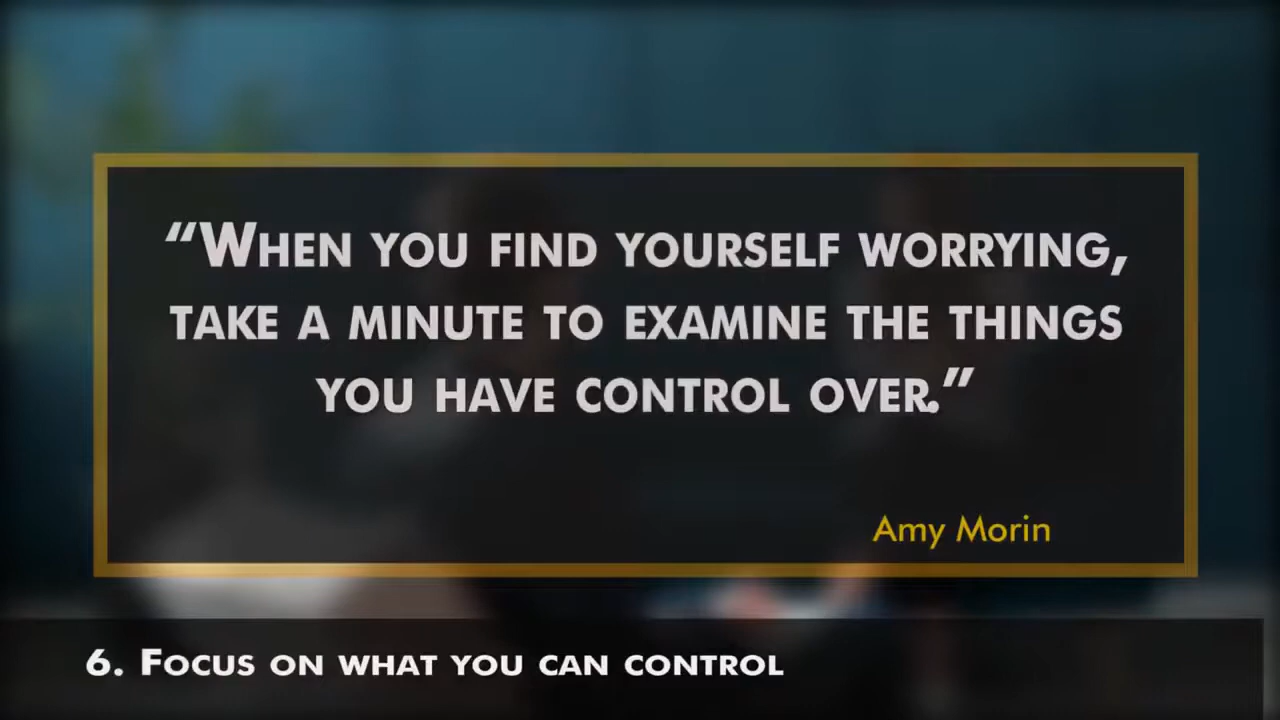 “When you find yourself worrying,
take a minute to examine the things
you have control over.”
Amy Morin
6. Focus on what you can control